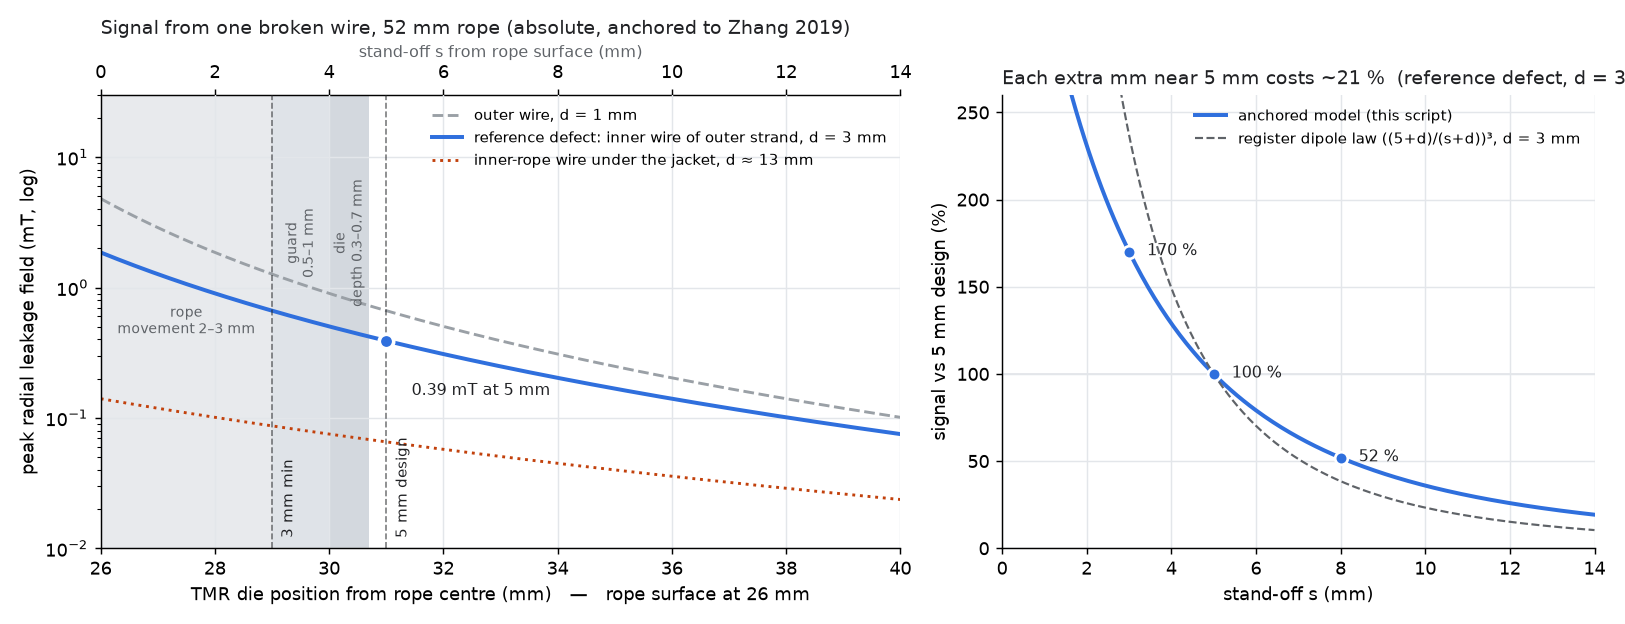 Signal from one broken wire, 52 mm rope (absolute, anchored to Zhang 2019)
stand-off s from rope surface (mm)
0 2 4 6 8 10 12 14
outer wire, d = 1 mm
reference defect: inner wire of outer strand, d = 3 mm
inner-rope wire under the jacket, d ≈ 13 mm
peak radial leakage field (mT, log)
10¹
10⁰
10⁻¹
10⁻²
guard
0.5–1 mm
die
depth 0.3–0.7 mm
rope
movement 2–3 mm
0.39 mT at 5 mm
3 mm min
5 mm design
26 28 30 32 34 36 38 40
TMR die position from rope centre (mm) — rope surface at 26 mm
Each extra mm near 5 mm costs ~21 % (reference defect, d = 3
anchored model (this script)
register dipole law ((5+d)/(s+d))³, d = 3 mm
signal vs 5 mm design (%)
250
200
150
100
50
0
170 %
100 %
52 %
0 2 4 6 8 10 12 14
stand-off s (mm)